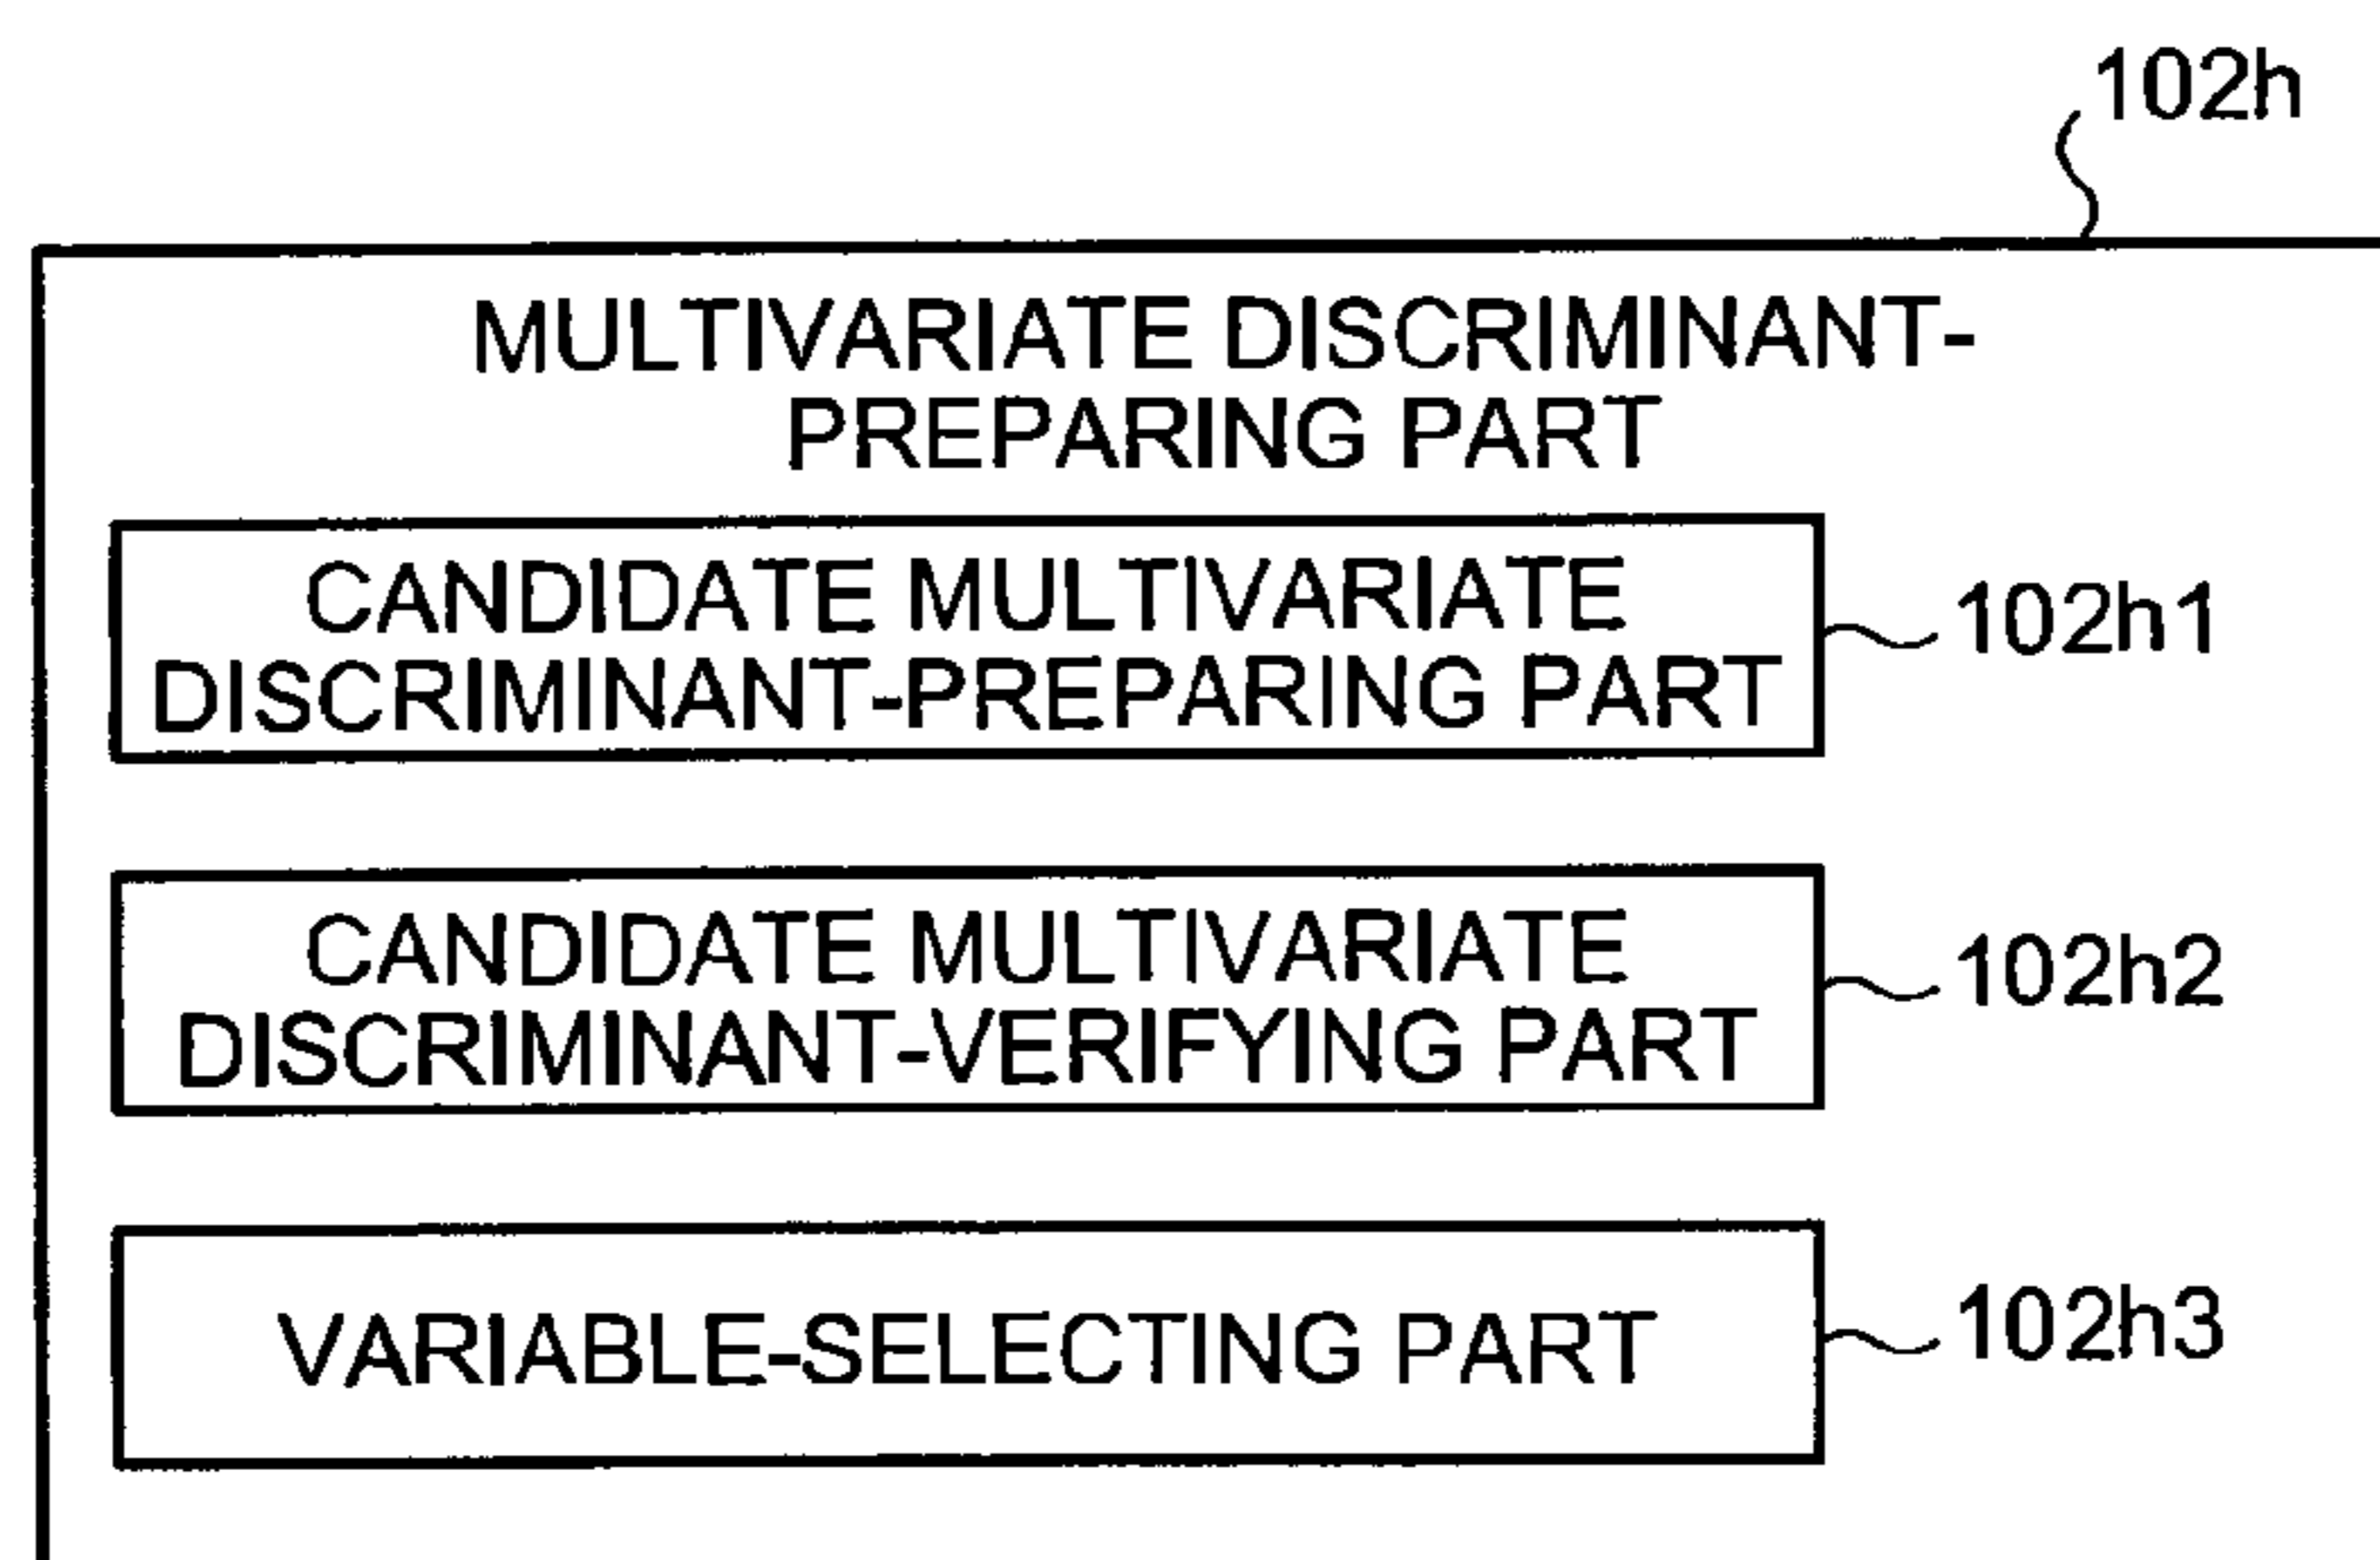 102h
MULTIVARIATE DISCRIMINANT-
PREPARING PART
CANDIDATE MULTIVARIATE
DISCRIMINANT-PREPARING PART
102h1
CANDIDATE MULTIVARIATE
DISCRIMINANT-VERIFYING PART
102h2
VARIABLE-SELECTING PART
102h3